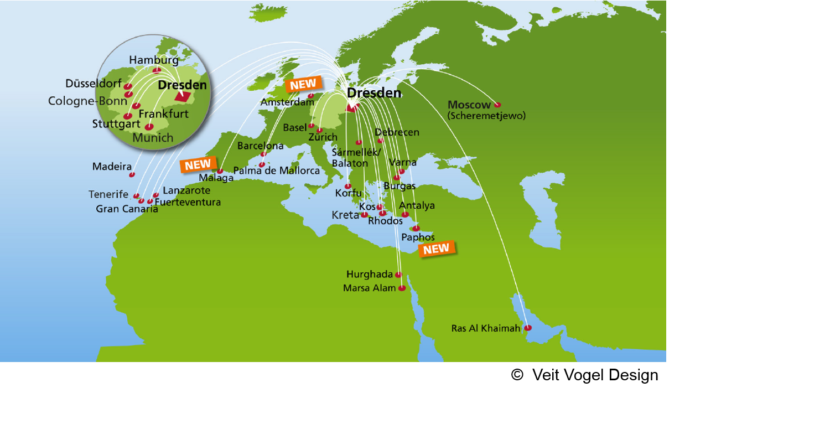 Hamburg
Düsseldorf
Dresden
Cologne-Bonn
Frankfurt
Stuttgart
Munich
NEW
Dresden
Amsterdam
Moscow
(Scheremetjewo)
Basel
Zürich
Debrecen
Barcelona
Sármellék/
Balaton
Madeira
NEW
Varna
Malaga
Palma de Mallorca
Burgas
Tenerife
Lanzarote
Korfu
Gran Canaria
Fuerteventura
Kos
Antalya
Kreta
Rhodos
Paphos
NEW
Hurghada
Marsa Alam
Ras Al Khaimah
© Veit Vogel Design